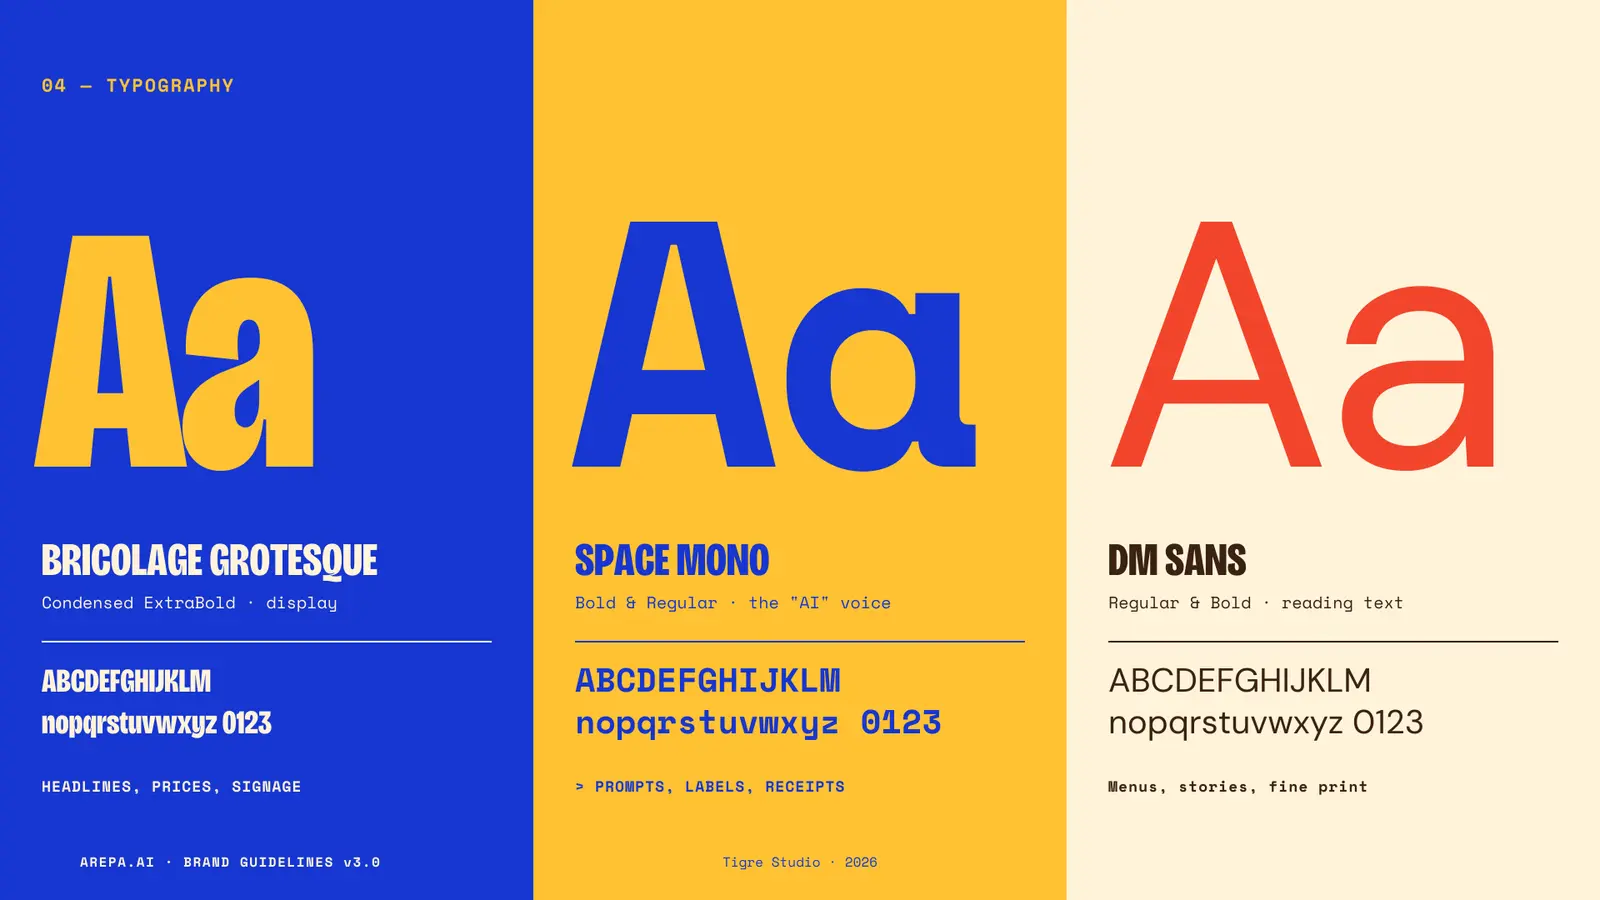 04 — TYPOGRAPHY
Aa
BRICOLAGE GROTESQUE
Condensed ExtraBold · display
ABCDEFGHIJKLM
nopqrstuvwxyz 0123
HEADLINES, PRICES, SIGNAGE
AREPA.AI · BRAND GUIDELINES v3.0
Aa
SPACE MONO
Bold & Regular · the "AI" voice
ABCDEFGHIJKLM
nopqrstuvwxyz 0123
> PROMPTS, LABELS, RECEIPTS
Tigre Studio · 2026
Aa
DM SANS
Regular & Bold · reading text
ABCDEFGHIJKLM
nopqrstuvwxyz 0123
Menus, stories, fine print